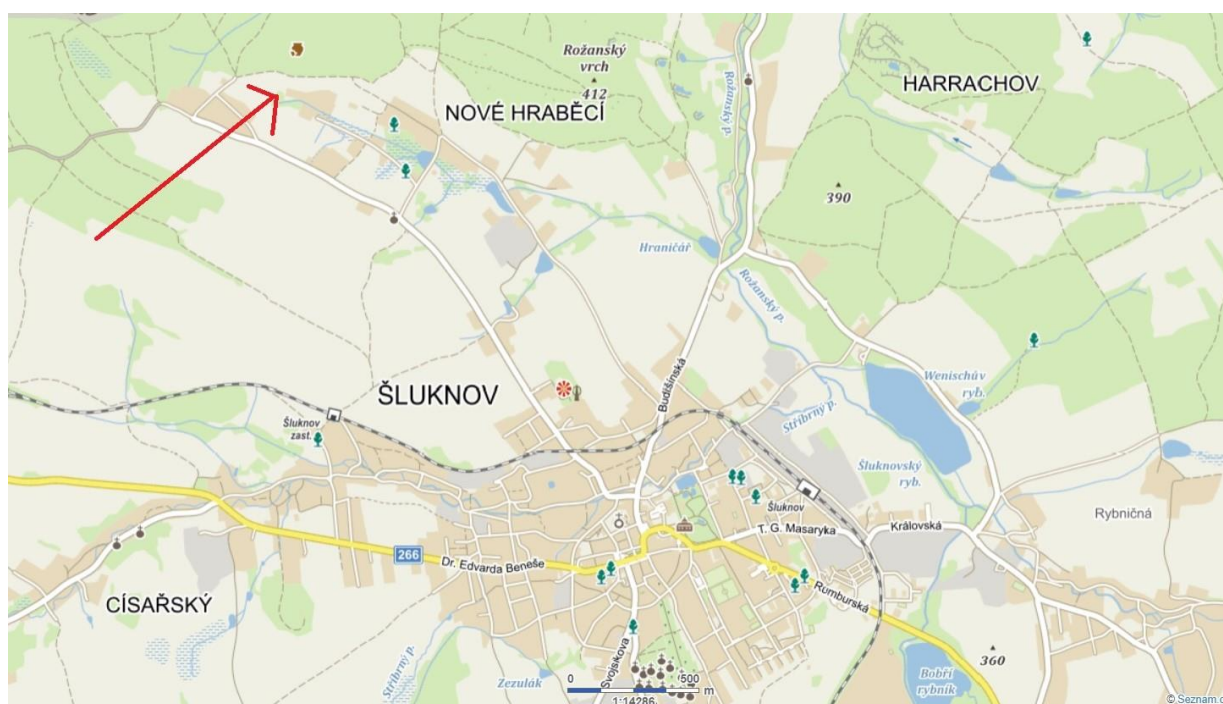 Rožanský
vrch
412
NOVÉ HRABĚCÍ
Rožanský p.
HARRACHOV
390
Hraničář
Rožanský p.
Budišínská
ŠLUKNOV
Wenischův
ryb.
Stříbrný p.
Šluknov
zast.
Šluknovský
ryb.
Šluknov
Rybničná
T. G. Masaryka
Královská
266
Dr. Edvarda Beneše
Rumburská
CÍSAŘSKÝ
Stříbrný p.
Svojskova
Zezulák
360
Bobří
rybník
0
500
m
1:14286
© Seznam.c